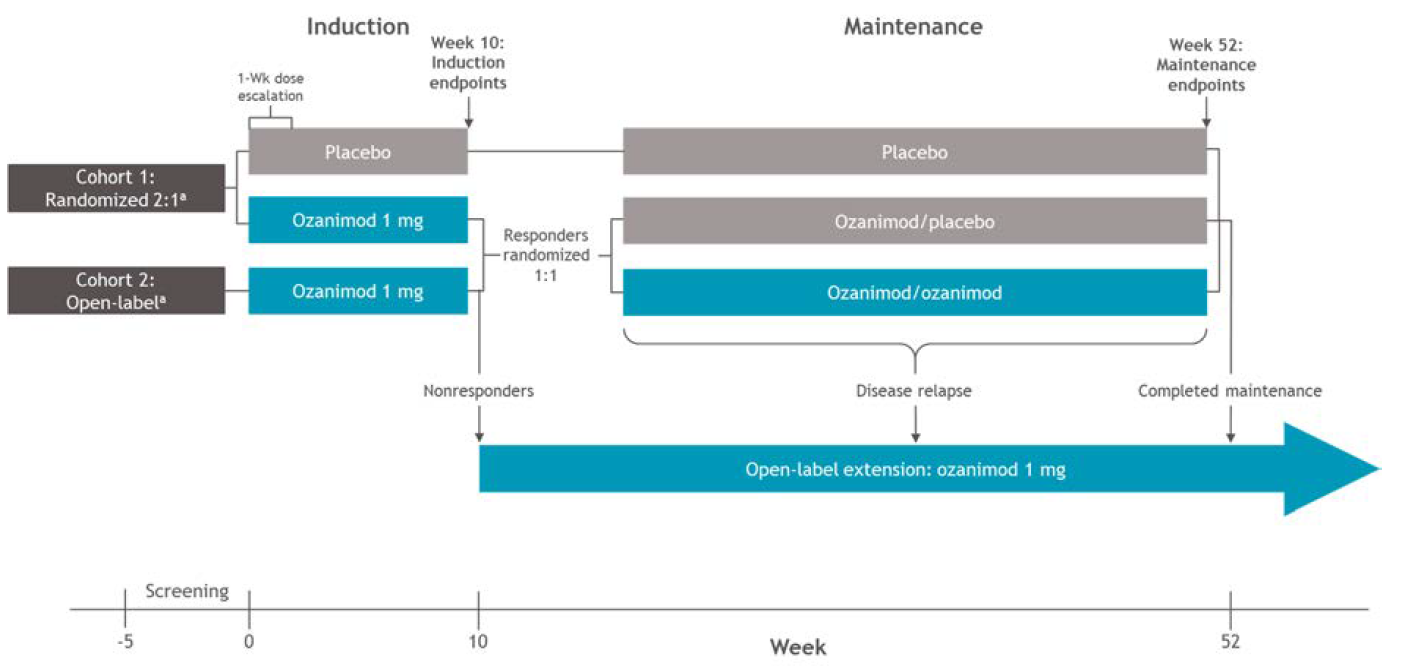 Induction
Maintenance
Week 10:
Induction
endpoints
Week 52:
Maintenance
endpoints
1-Wk dose
escalation
Placebo
Placebo
Cohort 1:
Randomized 2:1ª
Ozanimod 1 mg
Responders
randomized
1:1
Ozanimod/placebo
Cohort 2:
Open-labelª
Ozanimod 1 mg
Ozanimod/ozanimod
Nonresponders
Disease relapse
Completed maintenance
Open-label extension: ozanimod 1 mg
Screening
-5
0
10
52
Week